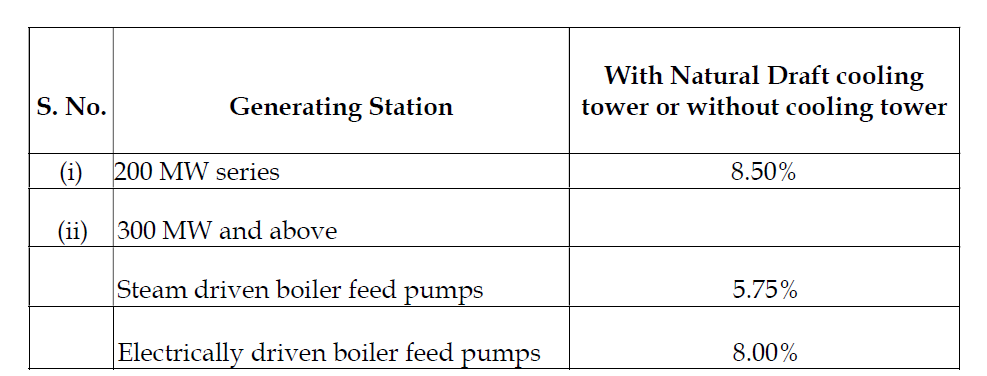 S. No. Generating Station With Natural Draft cooling
tower or without cooling tower
(i) 200 MW series 8.50%
(ii) 300 MW and above
Steam driven boiler feed pumps 5.75%
Electrically driven boiler feed pumps 8.00%